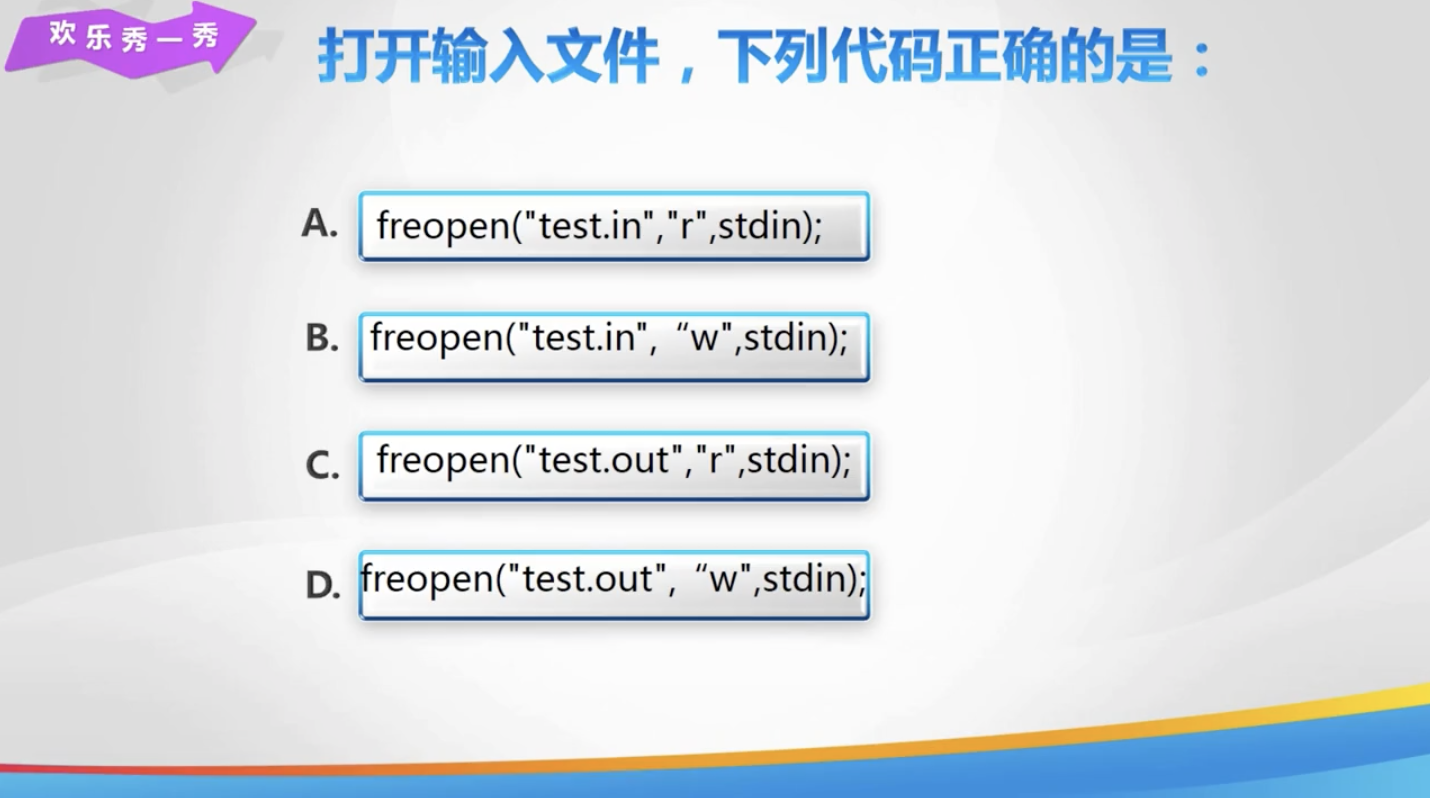 欢乐秀一秀
打开输入文件，下列代码正确的是：
A. freopen("test.in","r",stdin);
B. freopen("test.in", “w",stdin);
C. freopen("test.out","r",stdin);
D. freopen("test.out", “w",stdin);